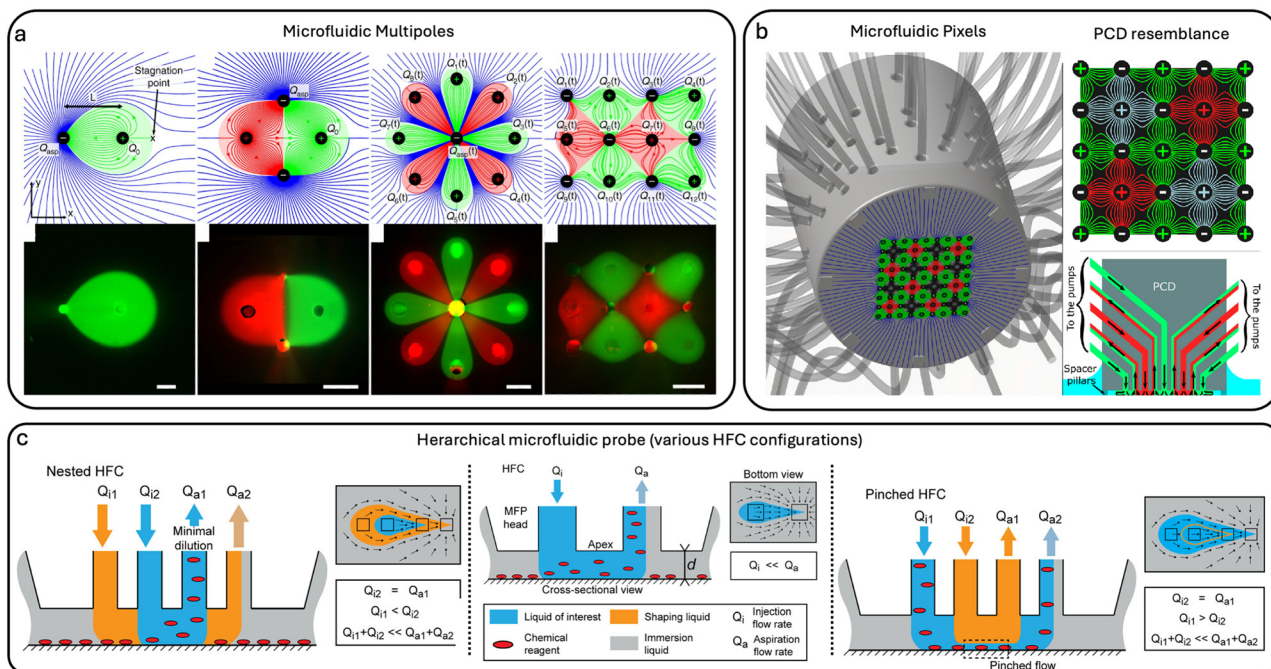 a
Microfluidic Multipoles
Stagnation
point
L
Qasp
Q0
x
y
x
Qasp
Q0
Q1(t)
Q8(t)
Q2(t)
Q7(t)
Q3(t)
Qasp(t)
Q6(t)
Q4(t)
Q5(t)
Q1(t)
Q2(t)
Q3(t)
Q4(t)
Q5(t)
Q6(t)
Q7(t)
Q8(t)
Q9(t)
Q10(t)
Q11(t)
Q12(t)
b
Microfluidic Pixels
PCD resemblance
PCD
To the pumps
To the pumps
Spacer
pillars
c
Herarchical microfluidic probe (various HFC configurations)
Nested HFC
Qi1 Qi2 Qa1 Qa2
Minimal
dilution
Qi2 = Qa1
Qi1 < Qi2
Qi1+Qi2 << Qa1+Qa2
HFC
Qi
Qa
Bottom view
MFP
head
Apex
d
Qi << Qa
Cross-sectional view
Liquid of interest
Shaping liquid
Qi Injection
flow rate
Chemical
reagent
Immersion
liquid
Qa Aspiration
flow rate
Pinched HFC
Qi1 Qi2 Qa1 Qa2
Pinched flow
Qi2 = Qa1
Qi1 > Qi2
Qi1+Qi2 << Qa1+Qa2